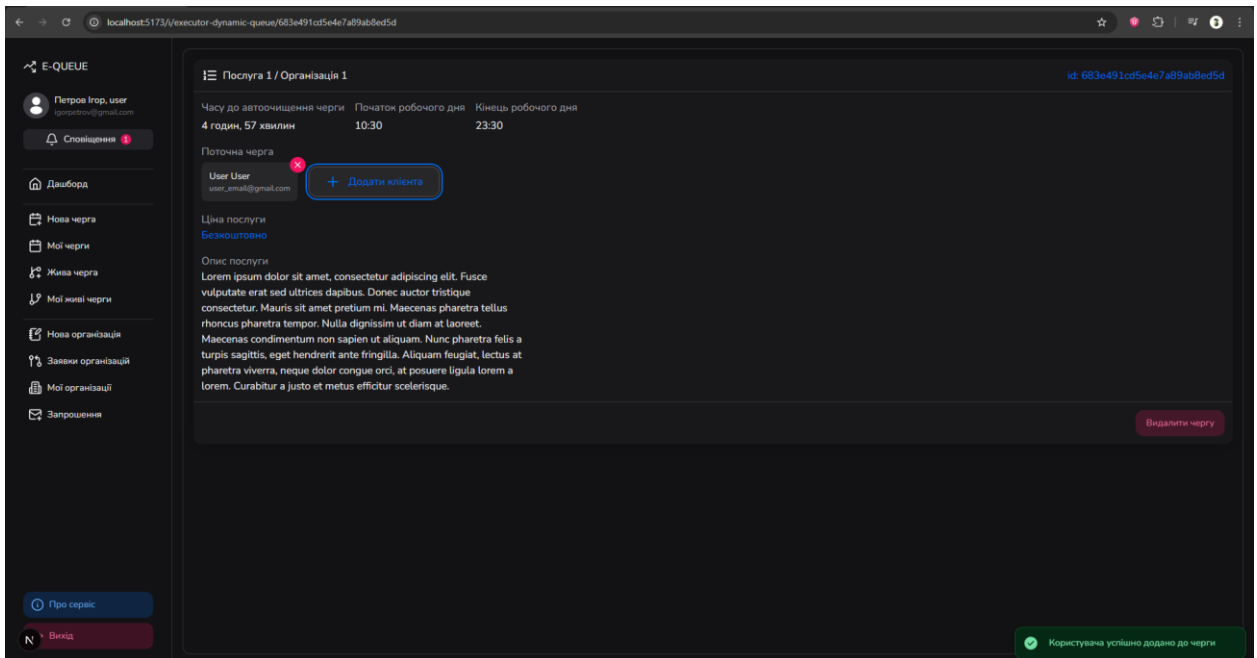 localhost:5173/i/executor-dynamic-queue/683e491cd5e4e7a89ab8ed5d
E-QUEUE
Петров Ігор, user
igorpetrov@gmail.com
Сповіщення 1
Дашборд
Нова черга
Мої черги
Жива черга
Мої живі черги
Нова організація
Заявки організацій
Мої організації
Запрошення
Про сервіс
N Вихід
Послуга 1 / Організація 1
id: 683e491cd5e4e7a89ab8ed5d
Часу до автоочищення черги Початок робочого дня Кінець робочого дня
4 годин, 57 хвилин 10:30 23:30
Поточна черга
User User
user_email@gmail.com
+ Додати клієнта
Ціна послуги
Безкоштовно
Опис послуги
Lorem ipsum dolor sit amet, consectetur adipiscing elit. Fusce
vulputate erat sed ultrices dapibus. Donec auctor tristique
consectetur. Mauris sit amet pretium mi. Maecenas pharetra tellus
rhoncus pharetra tempor. Nulla dignissim ut diam at laoreet.
Maecenas condimentum non sapien ut aliquam. Nunc pharetra felis a
turpis sagittis, eget hendrerit ante fringilla. Aliquam feugiat, lectus at
pharetra viverra, neque dolor congue orci, at posuere ligula lorem a
lorem. Curabitur a justo et metus efficitur scelerisque.
Видалити чергу
Користувача успішно додано до черги